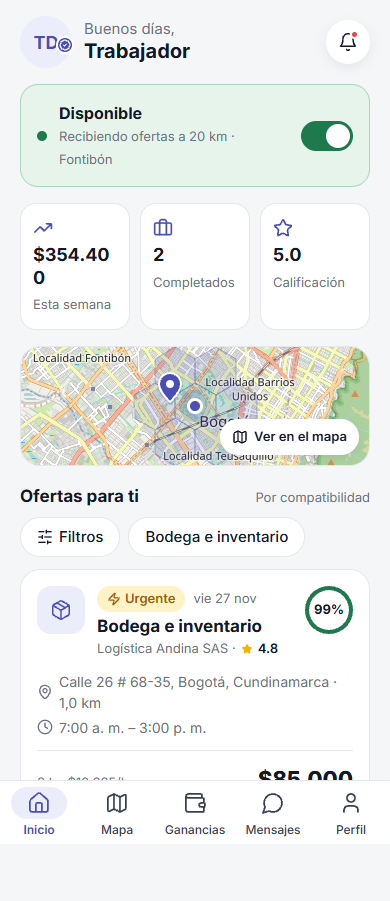 TD
Buenos días,
Trabajador
Disponible
Recibiendo ofertas a 20 km ·
Fontibón
$354.40
0
Esta semana
2
Completados
5.0
Calificación
Localidad Fontibón
Localidad Barrios
Unidos
Ver en el mapa
Localidad Teusaquillo
Ofertas para ti
Por compatibilidad
Filtros
Bodega e inventario
Urgente
vie 27 nov
99%
Bodega e inventario
Logística Andina SAS · 4.8
Calle 26 # 68-35, Bogotá, Cundinamarca ·
1,0 km
7:00 a. m. – 3:00 p. m.
$85.000
Inicio
Mapa
Ganancias
Mensajes
Perfil